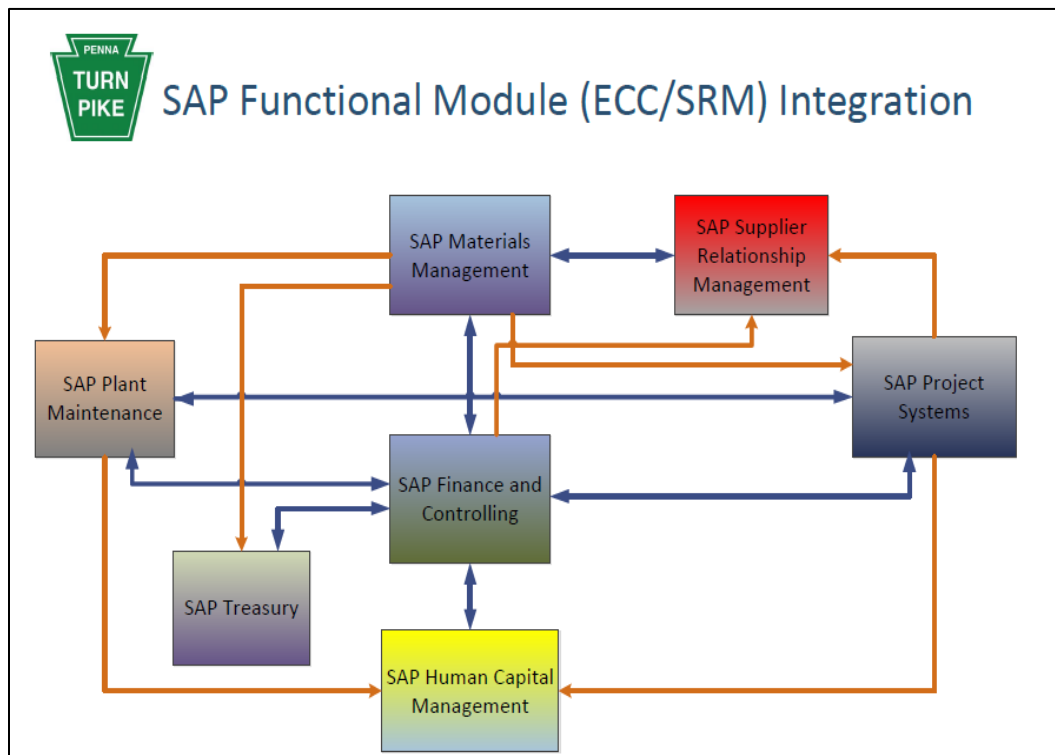 PENNA
TURN
PIKE
SAP Functional Module (ECC/SRM) Integration
SAP Materials
Management
SAP Supplier
Relationship
Management
SAP Plant
Maintenance
SAP Project
Systems
SAP Finance and
Controlling
SAP Treasury
SAP Human Capital
Management